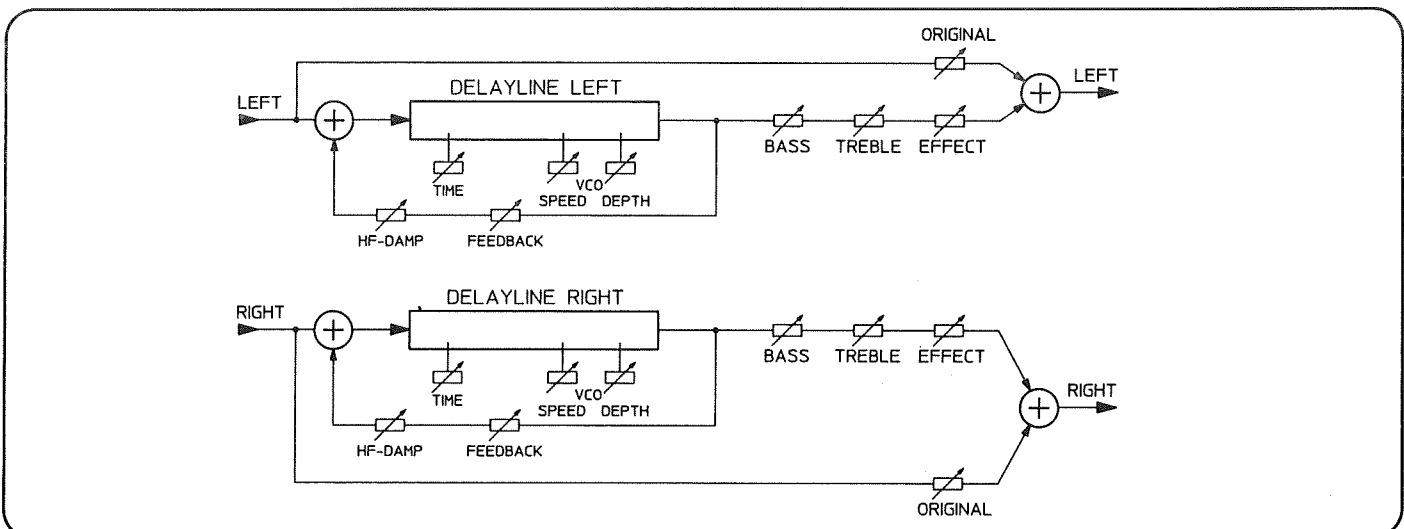 ORIGINAL
DELAYLINE LEFT
LEFT
LEFT
BASS TREBLE EFFECT
TIME
VCO
SPEED DEPTH
HF-DAMP FEEDBACK
DELAYLINE RIGHT
RIGHT
BASS TREBLE EFFECT
TIME
VCO
SPEED DEPTH
RIGHT
HF-DAMP FEEDBACK
ORIGINAL